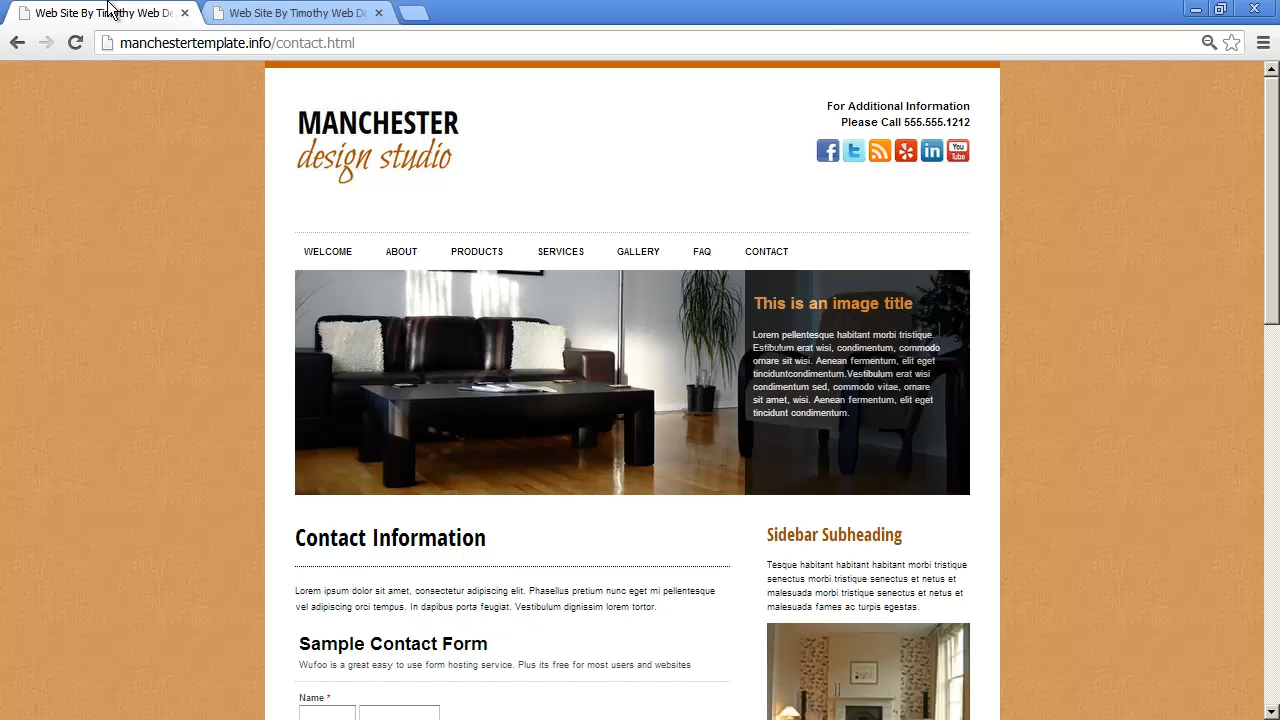 Web Site By Timothy Web De
Web Site By Timothy Web De
manchestertemplate.info/contact.html
MANCHESTER
design studio
For Additional Information
Please Call 555.555.1212
You
Tube
WELCOME ABOUT PRODUCTS SERVICES GALLERY FAQ CONTACT
This is an image title
Lorem pellentesque habitant morbi tristique.
Estibulum erat wisi, condimentum, commodo
ornare sit wisi. Aenean fermentum, elit eget
tinciduntcondimentum.Vestibulum erat wisi
condimentum sed, commodo vitae, ornare
sit amet, wisi. Aenean fermentum, elit eget
tincidunt condimentum.
Contact Information
Lorem ipsum dolor sit amet, consectetur adipiscing elit. Phasellus pretium nunc eget mi pellentesque
vel adipiscing orci tempus. In dapibus porta feugiat. Vestibulum dignissim lorem tortor.
Sample Contact Form
Wufoo is a great easy to use form hosting service. Plus its free for most users and websites
Name *
Sidebar Subheading
Tesque habitant habitant habitant morbi tristique
senectus morbi tristique senectus et netus et
malesuada morbi tristique senectus et netus et
malesuada fames ac turpis egestas.